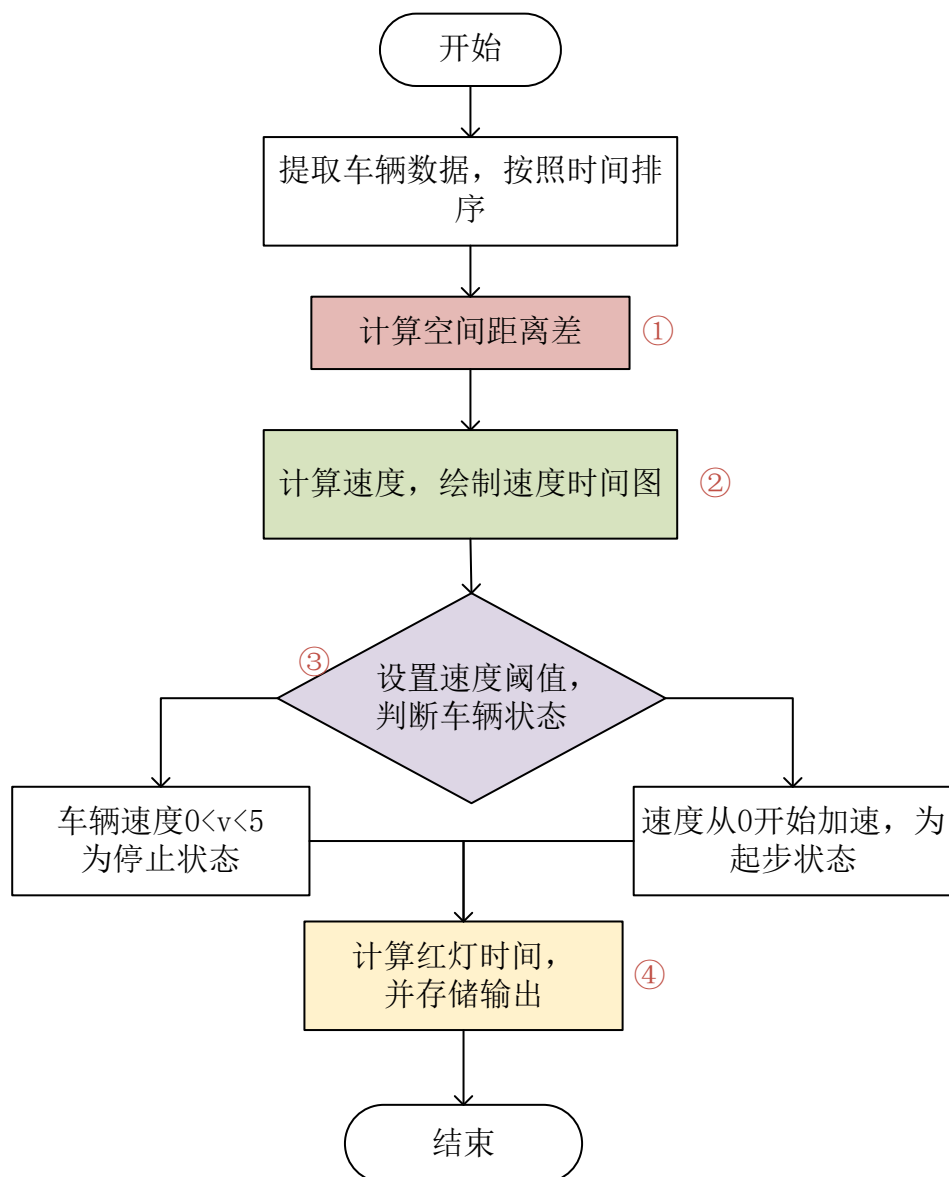 开始
提取车辆数据，按照时间排
序
计算空间距离差
①
计算速度，绘制速度时间图
②
③
设置速度阈值，
判断车辆状态
车辆速度0<v<5
为停止状态
速度从0开始加速，为
起步状态
计算红灯时间，
并存储输出
④
结束